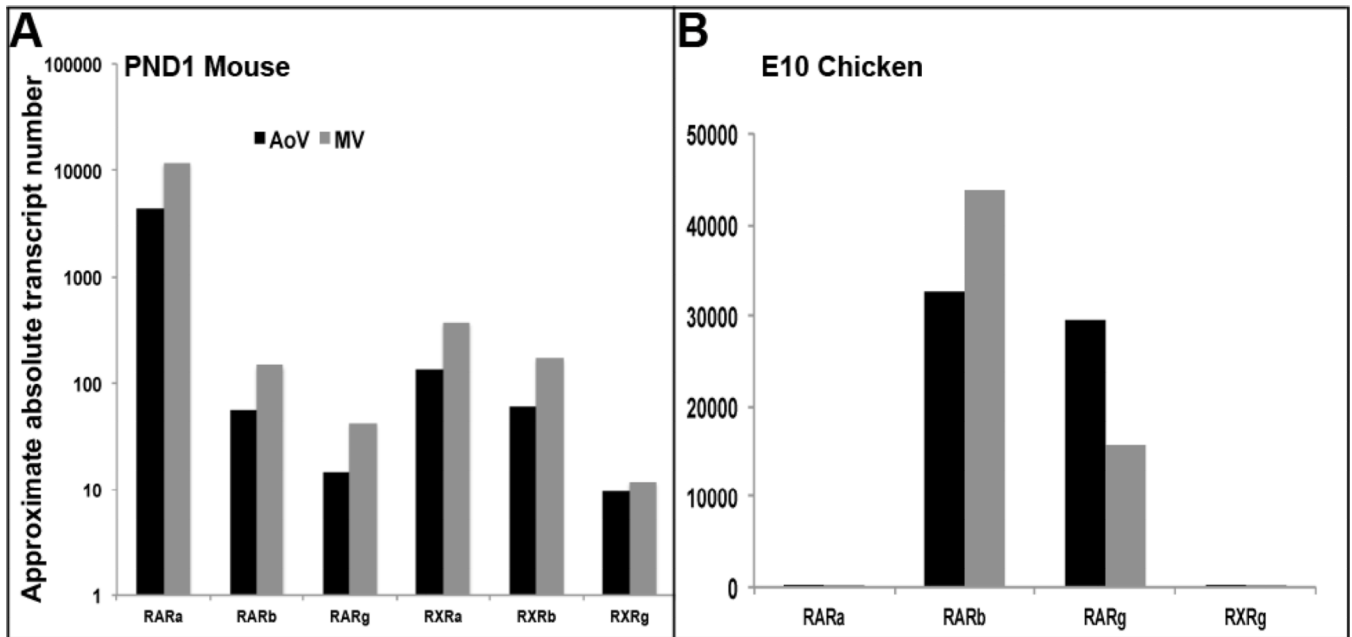 A
PND1 Mouse
Approximate absolute transcript number
100000
10000
1000
100
10
1
AoV MV
RARa RARb RARg RXRa RXRb RXRg
B
E10 Chicken
50000
40000
30000
20000
10000
0
RARa RARb RARg RXRg